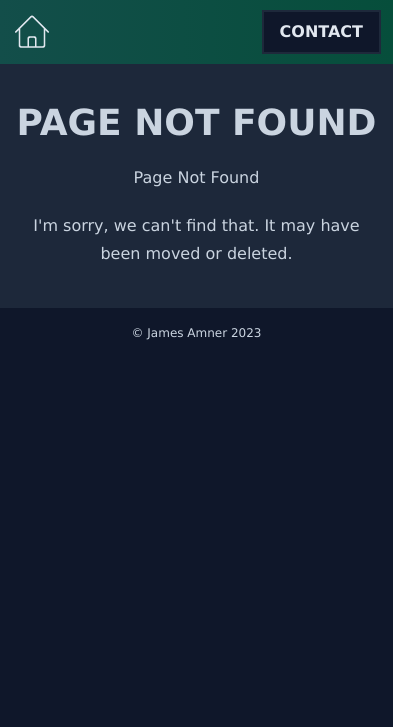 CONTACT
PAGE NOT FOUND
Page Not Found
I'm sorry, we can't find that. It may have
been moved or deleted.
© James Amner 2023